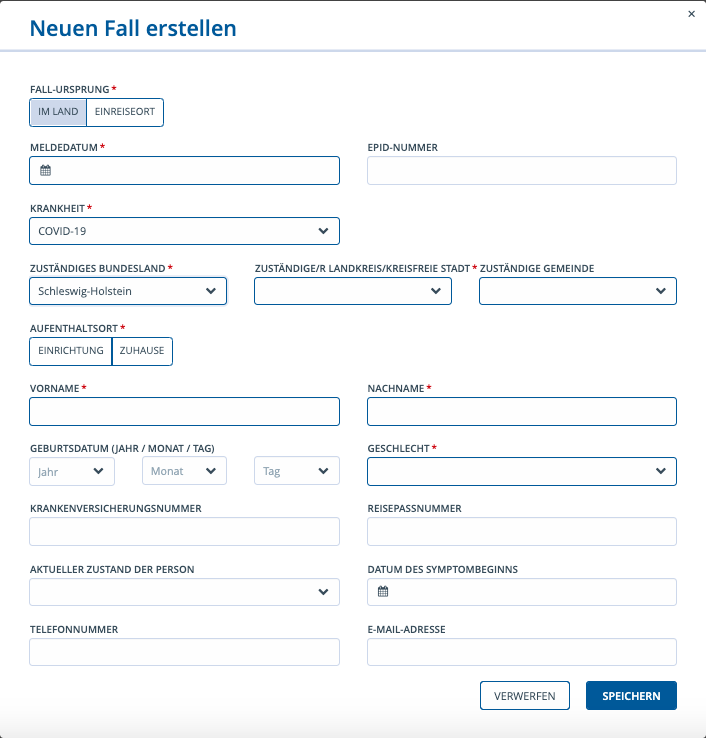 Neuen Fall erstellen
×
FALL-URSPRUNG *
IM LAND EINREISEORT
MELDEDATUM * EPID-NUMMER
KRANKHEIT *
COVID-19
ZUSTÄNDIGES BUNDESLAND * ZUSTÄNDIGE/R LANDKREIS/KREISFREIE STADT * ZUSTÄNDIGE GEMEINDE
Schleswig-Holstein
AUFENTHALTSORT *
EINRICHTUNG ZUHAUSE
VORNAME * NACHNAME *
GEBURTSDATUM (JAHR / MONAT / TAG) GESCHLECHT *
Jahr Monat Tag
KRANKENVERSICHERUNGSNUMMER REISEPASSNUMMER
AKTUELLER ZUSTAND DER PERSON DATUM DES SYMPTOMBEGINNS
TELEFONNUMMER E-MAIL-ADRESSE
VERWERFEN SPEICHERN